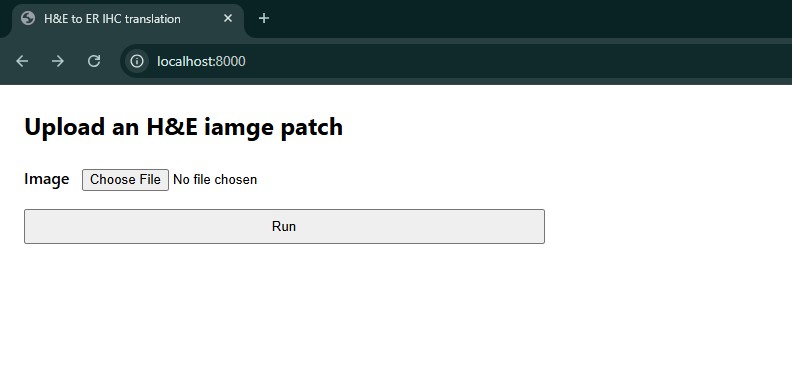 H&E to ER IHC translation
localhost:8000
Upload an H&E iamge patch
Image Choose File No file chosen
Run